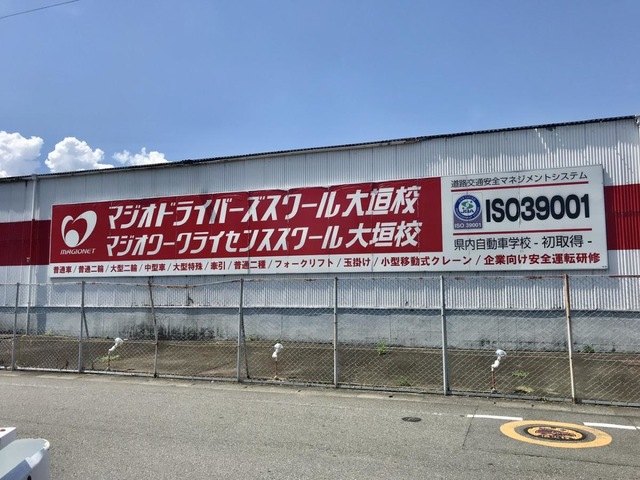 マジオドライバーズスクール大垣校
マジオワークライセンススクール大垣校
MAGIONET
普通車/普通二輪/大型二輪/中型車/大型特殊/牽引/普通二種/フォークリフト/玉掛け/小型移動式クレーン/企業向け安全運転研修
道路交通安全マネジメントシステム
ISO39001
ISO 39001
県内自動車学校 - 初取得 -